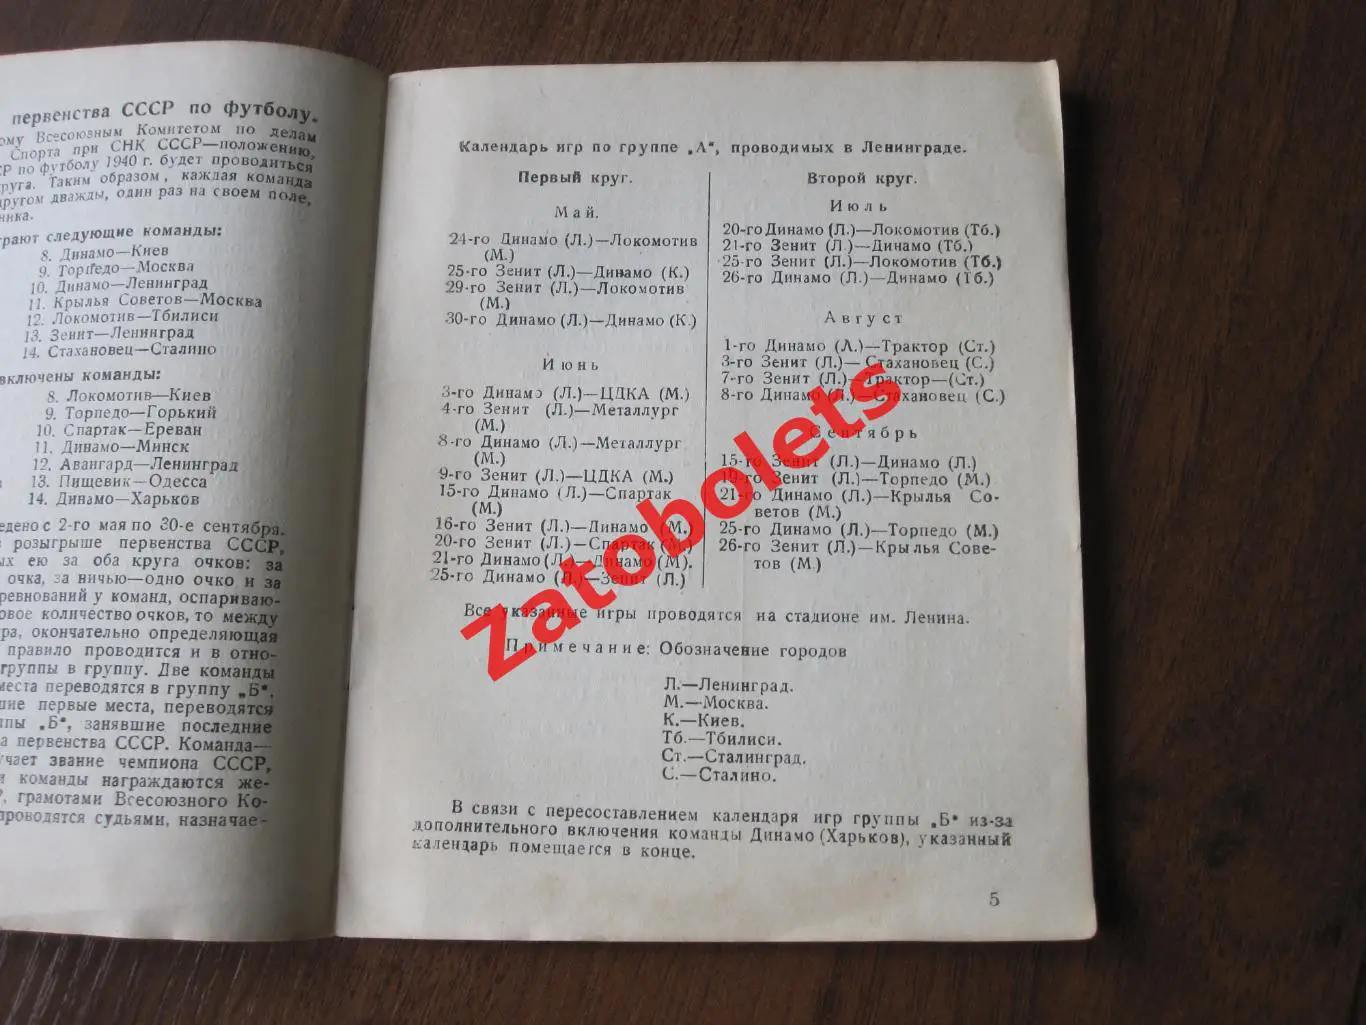 первенства СССР по футболу.
ому Всесоюзным Комитетом по делам
Спорта при СНК СССР—положению,
Р по футболу 1940 г. будет проводиться
руга. Таким образом, каждая команда
другом дважды, один раз на своем поле,
ника.
грают следующие команды:
8. Динамо—Киев
9. Торпедо—Москва
10. Динамо—Ленинград
11. Крылья Советов—Москва
12. Локомотив—Тбилиси
13. Зенит—Ленинград
14. Стахановец—Сталино
включены команды:
8. Локомотив—Киев
9. Торпедо—Горький
10. Спартак—Ереван
11. Динамо—Минск
12. Авангард—Ленинград
13. Пищевик—Одесса
14. Динамо—Харьков
едено с 2-го мая по 30-е сентября.
розыгрыше первенства СССР,
ых ею за оба круга очков: за
очка, за ничью—одно очко и за
ревнований у команд, оспариваю-
овое количество очков, то между
ра, окончательно определяющая
правило проводится и в отно-
группы в группу. Две команды
места переводятся в группу „Б“,
шие первые места, переводятся
пы „Б“, занявшие последние
а первенства СССР. Команда—
учает звание чемпиона СССР,
и команды награждаются же-
, грамотами Всесоюзного Ко-
проводятся судьями, назначае-
Календарь игр по группе „А“, проводимых в Ленинграде.
Первый круг.
Май.
24-го Динамо (Л.)—Локомотив
(М.)
25-го Зенит (Л.)—Динамо (К.)
29-го Зенит (Л.)—Локомотив
(М.)
30-го Динамо (Л.)—Динамо (К.)
Июнь
3-го Динамо (Л.)—ЦДКА (М.)
4-го Зенит (Л.)—Металлург
(М.)
8-го Динамо (Л.)—Металлург
(М.)
9-го Зенит (Л.)—ЦДКА (М.)
15-го Динамо (Л.)—Спартак
(М.)
16-го Зенит (Л.)—Динамо (М.)
20-го Зенит (Л.)—Спартак (М.)
21-го Динамо (Л.)—Динамо (М).
25-го Динамо (Л.)—Зенит (Л.)
Второй круг.
Июль
20-го Динамо (Л.)—Локомотив (Тб.)
21-го Зенит (Л.)—Динамо (Тб.)
25-го Зенит (Л.)—Локомотив (Тб.)
26-го Динамо (Л.)—Динамо (Тб.)
Август
1-го Динамо (Л.)—Трактор (Ст.)
3-го Зенит (Л.)—Стахановец (С.)
7-го Зенит (Л.)—Трактор—(Ст.)
8-го Динамо (Л.)—Стахановец (С.)
Сентябрь
15-го Зенит (Л.)—Динамо (Л.)
19-го Зенит (Л.)—Торпедо (М.)
21-го Динамо (Л.)—Крылья Со-
ветов (М.)
25-го Динамо (Л.)—Торпедо (М.)
26-го Зенит (Л.)—Крылья Сове-
тов (М.)
Все указанные игры проводятся на стадионе им. Ленина.
Примечание: Обозначение городов
Л.—Ленинград.
М.—Москва.
К.—Киев.
Тб.—Тбилиси.
Ст.—Сталинград.
С.—Сталино.
В связи с пересоставлением календаря игр группы „Б“ из-за
дополнительного включения команды Динамо (Харьков), указанный
календарь помещается в конце.
5
Zatobolets